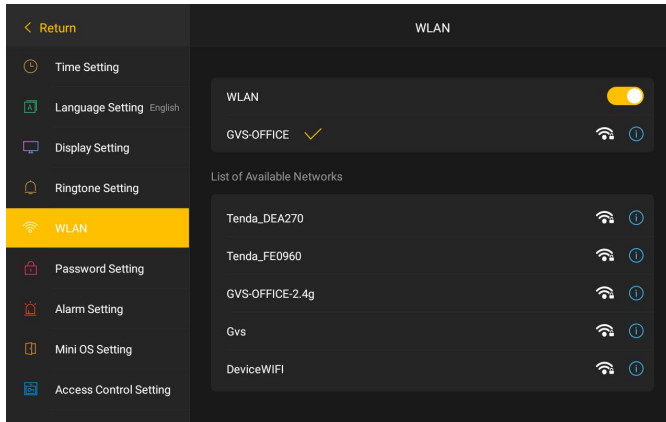 Return
WLAN
Time Setting
Language Setting English
Display Setting
Ringtone Setting
WLAN
Password Setting
Alarm Setting
Mini OS Setting
Access Control Setting
WLAN
GVS-OFFICE
List of Available Networks
Tenda_DEA270
Tenda_FE0960
GVS-OFFICE-2.4g
Gvs
DeviceWIFI